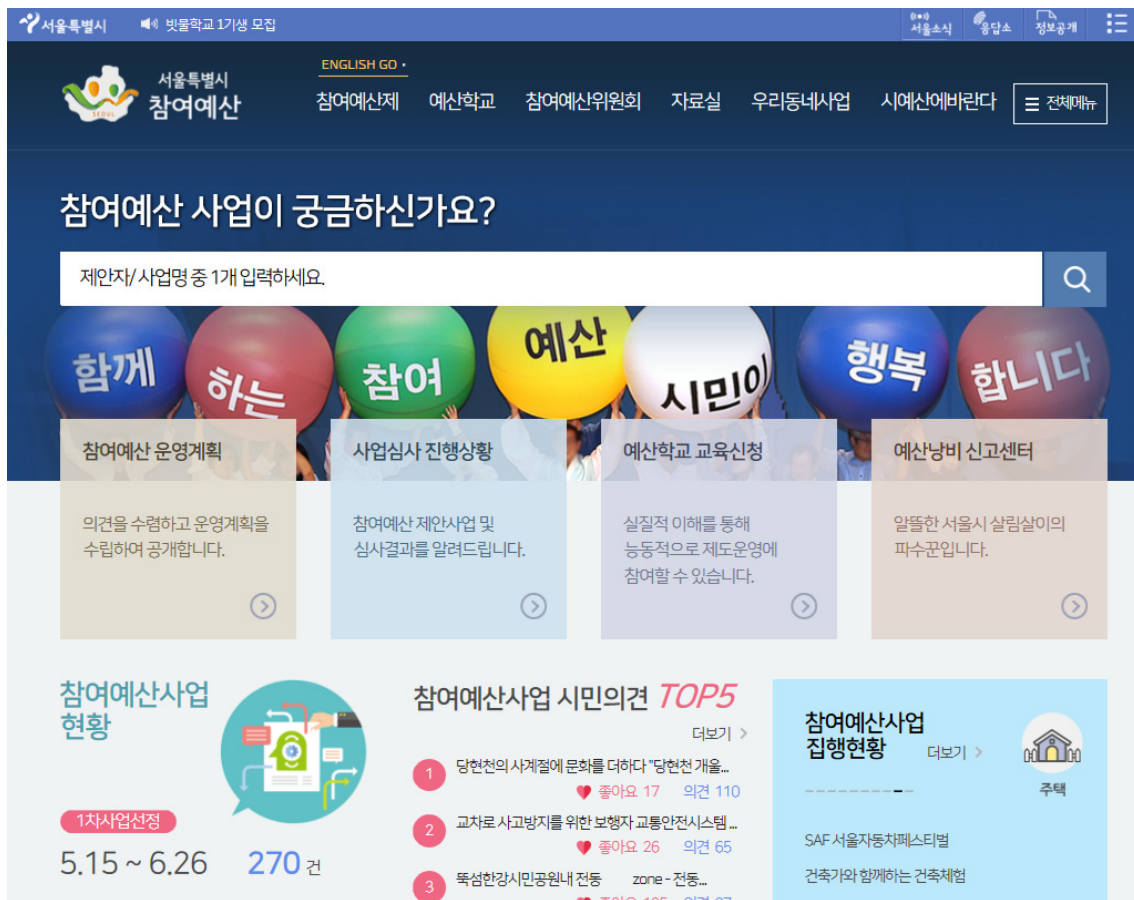 서울특별시
빗물학교 1기생 모집
서울소식
응답소
정보공개
ENGLISH GO
서울특별시
참여예산
SEOUL
참여예산제 예산학교 참여예산위원회 자료실 우리동네사업 시예산에바란다
전체메뉴
참여예산 사업이 궁금하신가요?
제안자/ 사업명 중 1개 입력하세요.
함께 하는 참여 예산 시민이 행복 합니다
참여예산 운영계획
의견을 수렴하고 운영계획을
수립하여 공개합니다.
사업심사 진행상황
참여예산 제안사업 및
심사결과를 알려드립니다.
예산학교 교육신청
실질적 이해를 통해
능동적으로 제도운영에
참여할 수 있습니다.
예산낭비 신고센터
알뜰한 서울시 살림살이의
파수꾼입니다.
참여예산사업
현황
1차사업선정
5.15 ~ 6.26 270 건
참여예산사업 시민의견 TOP5
더보기
1 당현천의 사계절에 문화를 더하다 "당현천 개울...
좋아요 17 의견 110
2 교차로 사고방지를 위한 보행자 교통안전시스템 ...
좋아요 26 의견 65
3 뚝섬한강시민공원내 전동 zone - 전동...
참여예산사업
집행현황 더보기
주택
SAF 서울자동차페스티벌
건축가와 함께하는 건축체험